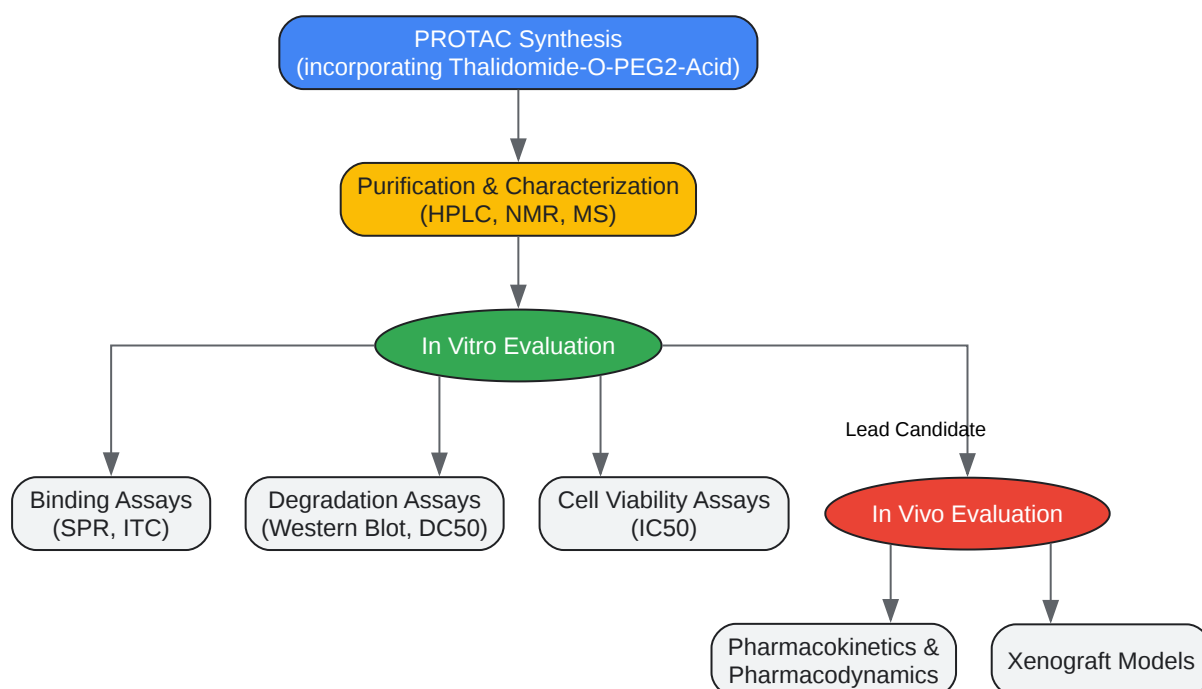 PROTAC Synthesis
(incorporating Thalidomide-O-PEG2-Acid)
Purification & Characterization
(HPLC, NMR, MS)
In Vitro Evaluation
Lead Candidate
Binding Assays
(SPR, ITC)
Degradation Assays
(Western Blot, DC50)
Cell Viability Assays
(IC50)
In Vivo Evaluation
Pharmacokinetics &
Pharmacodynamics
Xenograft Models